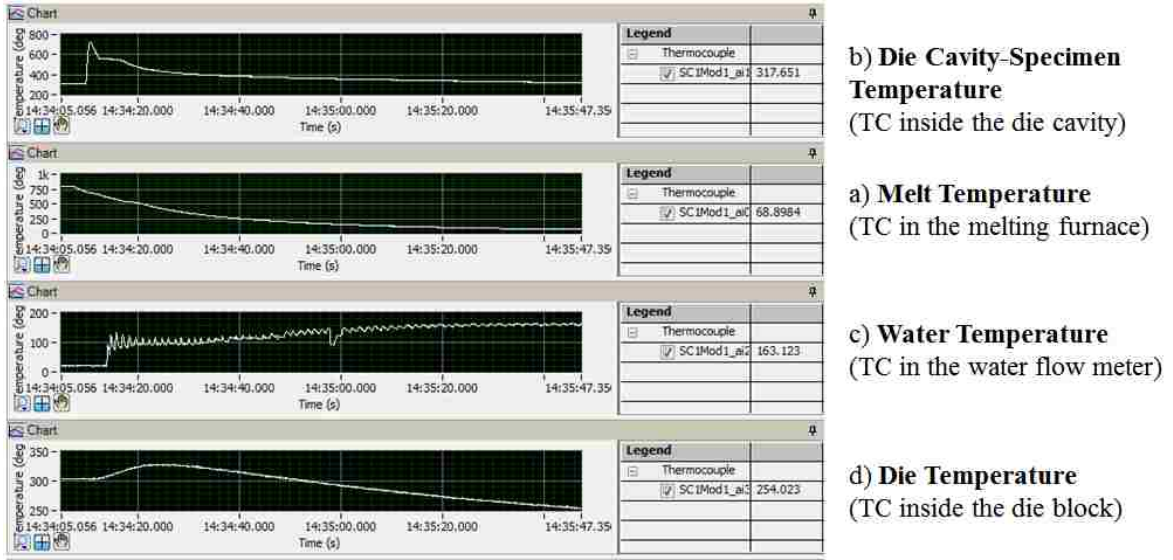 Chart
Temperature (deg
800
600
400
200
14:34:05.056 14:34:20.000 14:34:40.000 14:35:00.000 14:35:20.000 14:35:47.35
Time (s)
Legend
Thermocouple
SC1Mod1_ai1 317.651
b) Die Cavity-Specimen
Temperature
(TC inside the die cavity)
Chart
Temperature (deg
1k
750
500
250
0
14:34:05.056 14:34:20.000 14:34:40.000 14:35:00.000 14:35:20.000 14:35:47.35
Time (s)
Legend
Thermocouple
SC1Mod1_ai0 68.8984
a) Melt Temperature
(TC in the melting furnace)
Chart
Temperature (deg
200
100
0
14:34:05.056 14:34:20.000 14:34:40.000 14:35:00.000 14:35:20.000 14:35:47.35
Time (s)
Legend
Thermocouple
SC1Mod1_ai2 163.123
c) Water Temperature
(TC in the water flow meter)
Chart
Temperature (deg
350
300
250
14:34:05.056 14:34:20.000 14:34:40.000 14:35:00.000 14:35:20.000 14:35:47.35
Time (s)
Legend
Thermocouple
SC1Mod1_ai3 254.023
d) Die Temperature
(TC inside the die block)